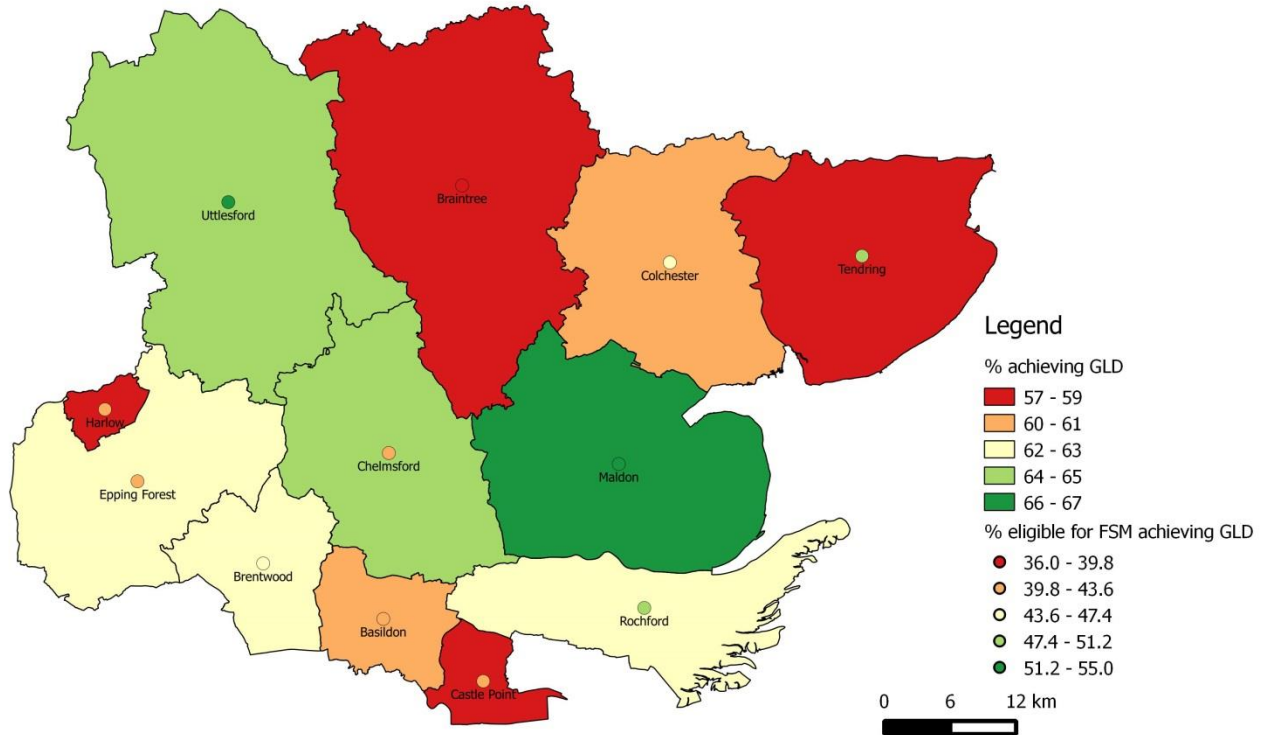 Uttlesford
Braintree
Colchester
Tendring
Harlow
Epping Forest
Chelmsford
Maldon
Brentwood
Basildon
Rochford
Castle Point
Legend
% achieving GLD
57 - 59
60 - 61
62 - 63
64 - 65
66 - 67
% eligible for FSM achieving GLD
36.0 - 39.8
39.8 - 43.6
43.6 - 47.4
47.4 - 51.2
51.2 - 55.0
0 6 12 km